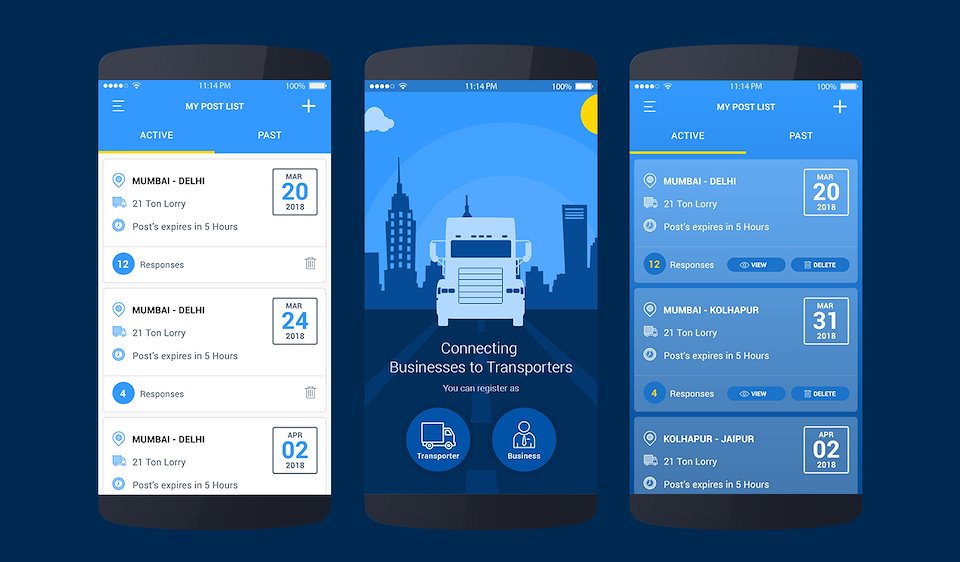 11:14 PM 100%
MY POST LIST
ACTIVE PAST
MUMBAI - DELHI
21 Ton Lorry
Post's expires in 5 Hours
MAR
20
2018
12 Responses
MUMBAI - DELHI
21 Ton Lorry
Post's expires in 5 Hours
MAR
24
2018
4 Responses
MUMBAI - DELHI
21 Ton Lorry
Post's expires in 5 Hours
APR
02
2018
11:14 PM 100%
Connecting
Businesses to Transporters
You can register as
Transporter Business
11:14 PM 100%
MY POST LIST
ACTIVE PAST
MUMBAI - DELHI
21 Ton Lorry
Post's expires in 5 Hours
MAR
20
2018
12 Responses VIEW DELETE
MUMBAI - KOLHAPUR
21 Ton Lorry
Post's expires in 5 Hours
MAR
31
2018
4 Responses VIEW DELETE
KOLHAPUR - JAIPUR
21 Ton Lorry
Post's expires in 5 Hours
APR
02
2018